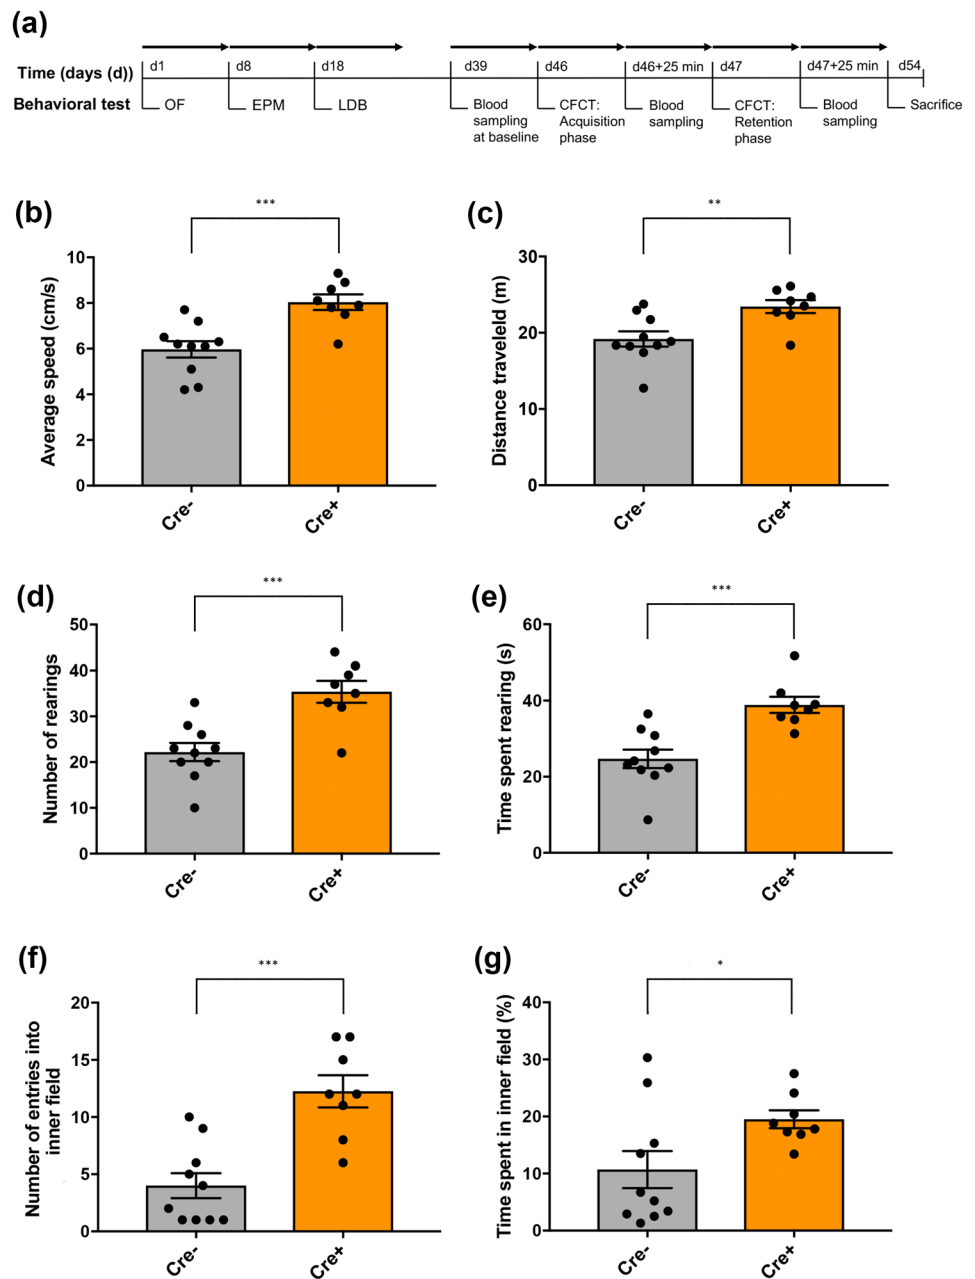 (a)
Time (days (d)) d1 d8 d18 d39 d46 d46+25 min d47 d47+25 min d54
Behavioral test OF EPM LDB Blood sampling at baseline CFCT: Acquisition phase Blood sampling CFCT: Retention phase Blood sampling Sacrifice
(b)
***
Average speed (cm/s)
10
8
6
4
2
0
Cre-
Cre+
(c)
**
Distance traveleld (m)
30
20
10
0
Cre-
Cre+
(d)
***
Number of rearings
50
40
30
20
10
0
Cre-
Cre+
(e)
***
Time spent rearing (s)
60
40
20
0
Cre-
Cre+
(f)
***
Number of entries into
inner field
20
15
10
5
0
Cre-
Cre+
(g)
*
Time spent in inner field (%)
40
30
20
10
0
Cre-
Cre+